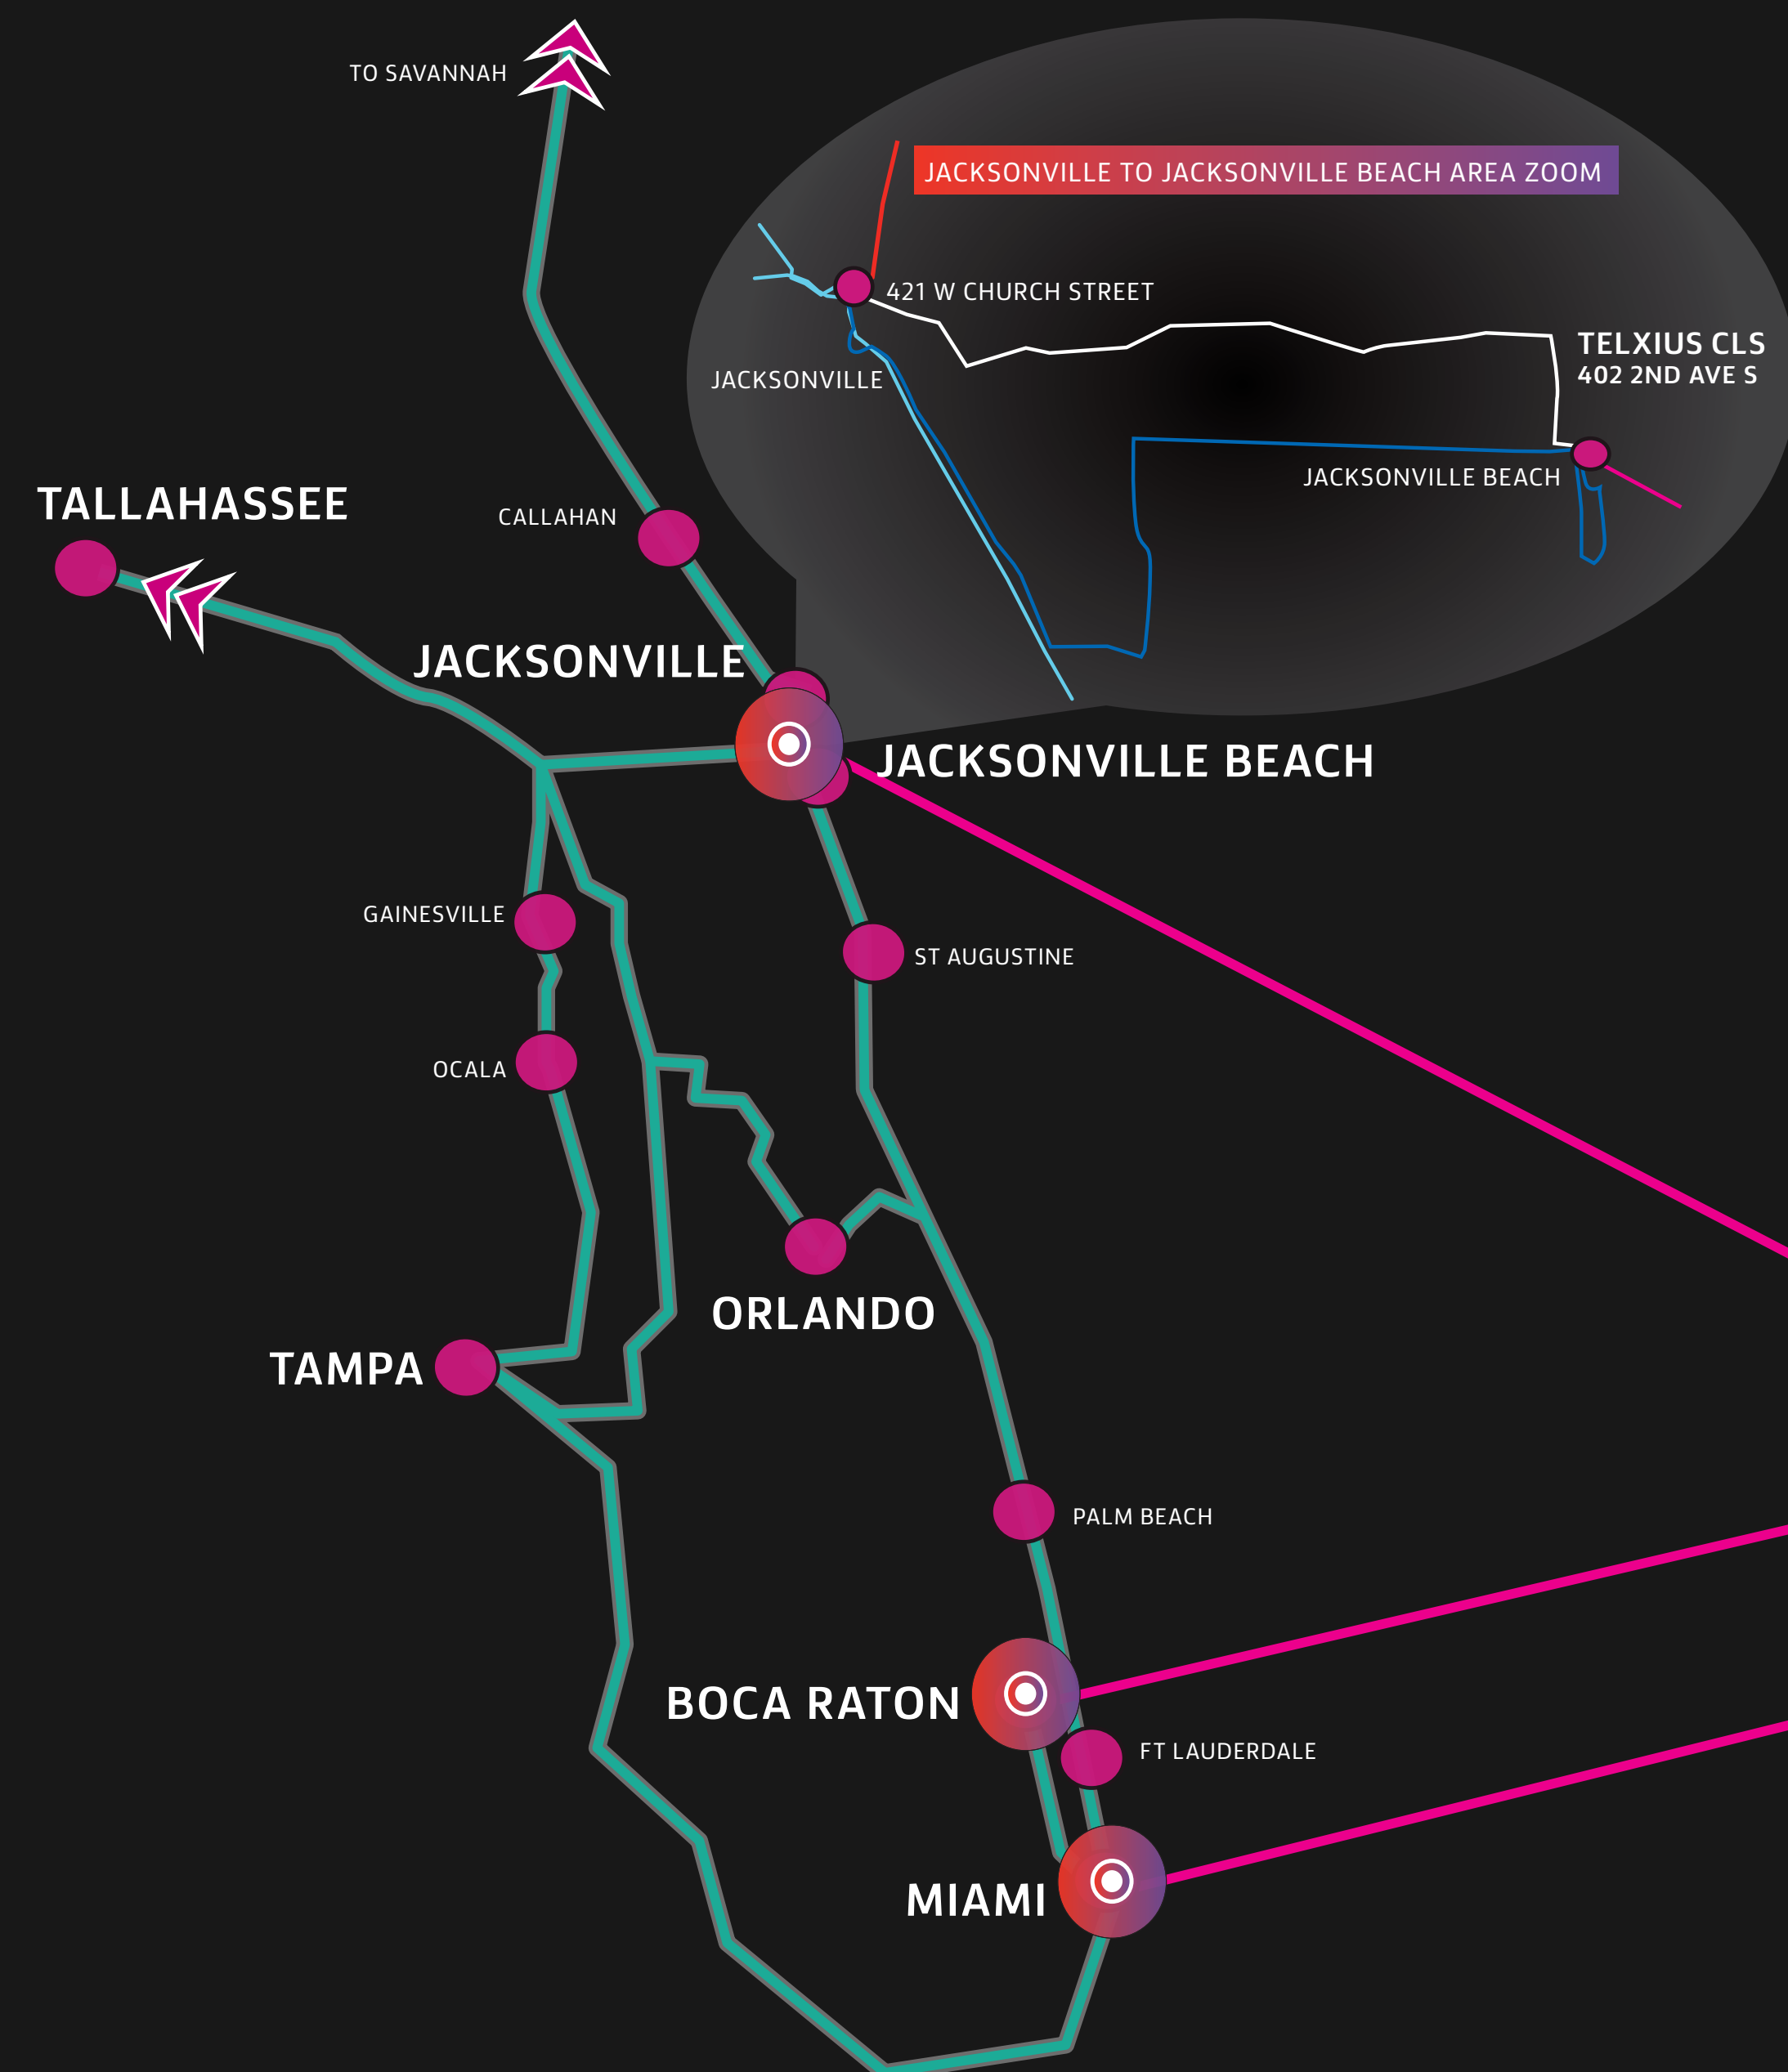 TO SAVANNAH
JACKSONVILLE TO JACKSONVILLE BEACH AREA ZOOM
421 W CHURCH STREET
TELXIUS CLS
402 2ND AVE S
JACKSONVILLE
JACKSONVILLE BEACH
TALLAHASSEE
CALLAHAN
JACKSONVILLE
JACKSONVILLE BEACH
GAINESVILLE
ST AUGUSTINE
OCALA
ORLANDO
TAMPA
PALM BEACH
BOCA RATON
FT LAUDERDALE
MIAMI